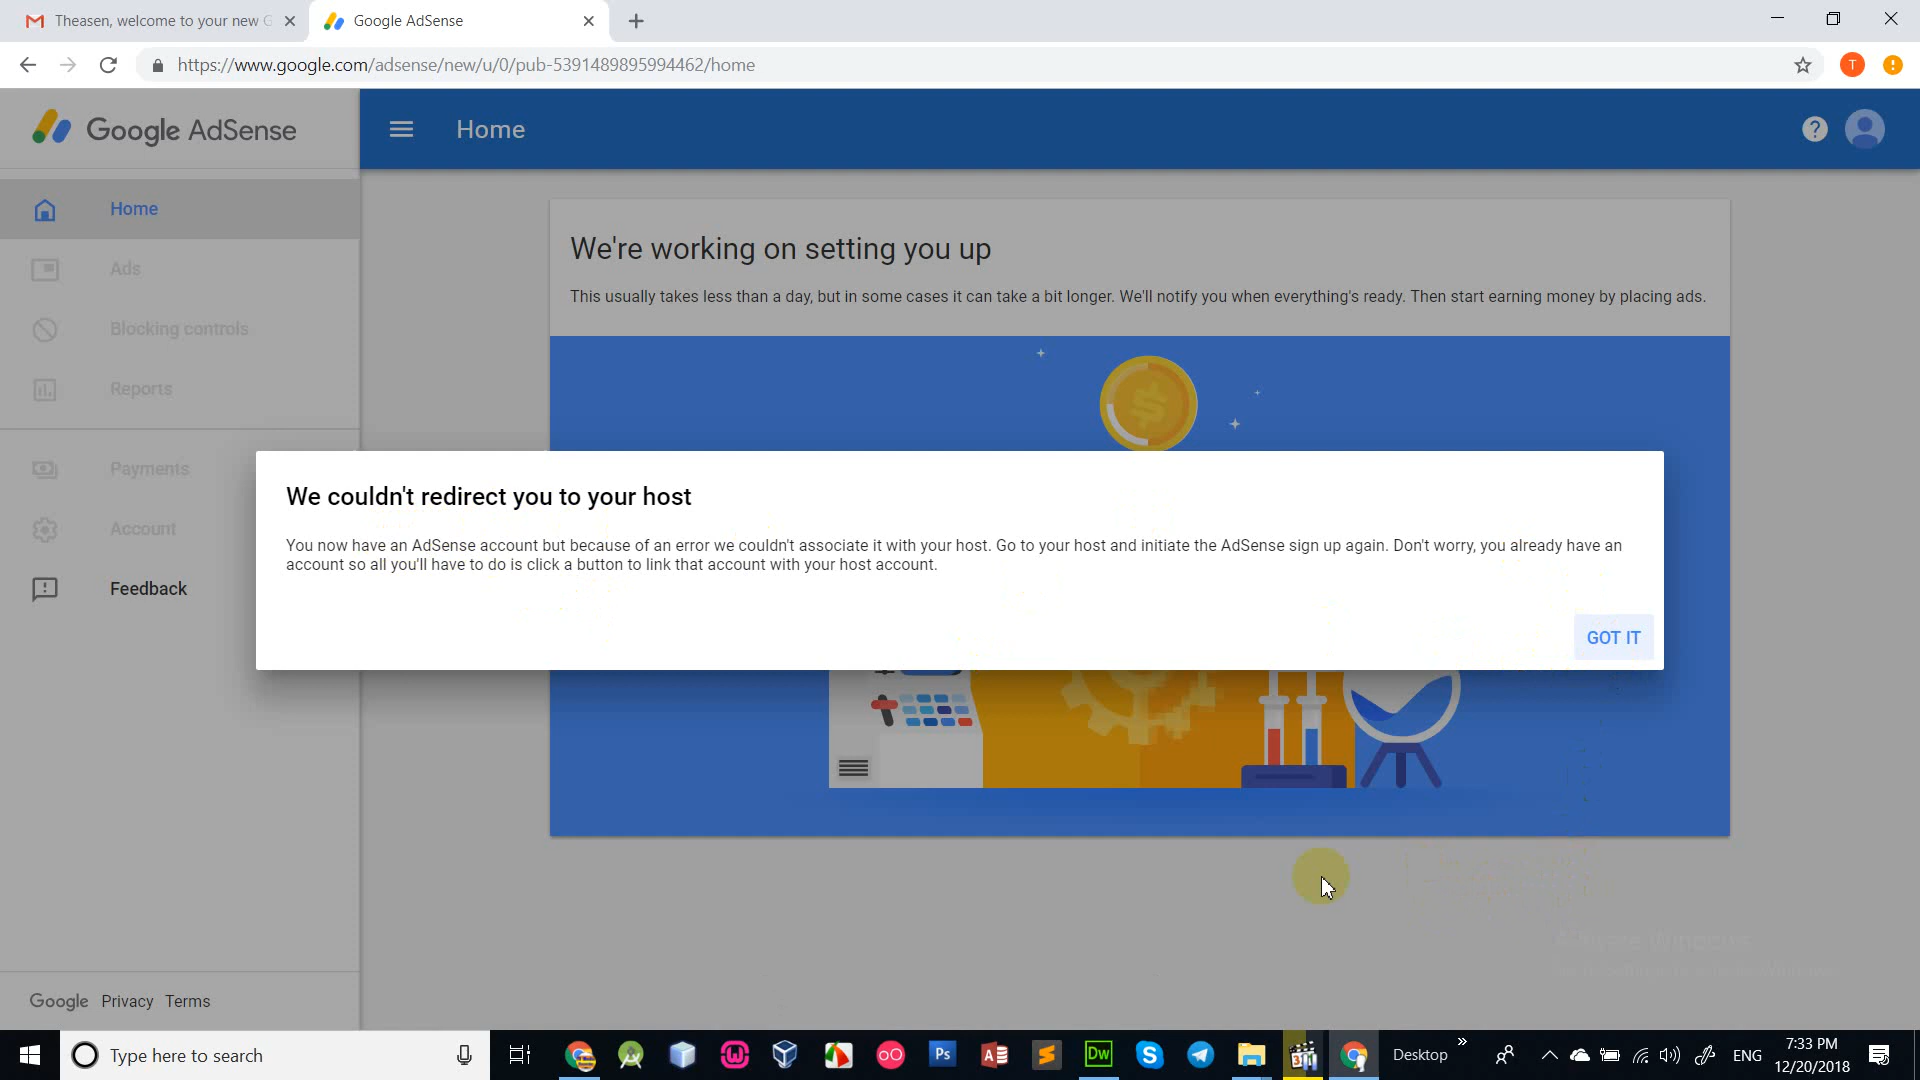 Theasen, welcome to your new G
Google AdSense
https://www.google.com/adsense/new/u/0/pub-5391489895994462/home
T
Google AdSense
Home
?
Home
Ads
Blocking controls
Reports
Payments
Account
Feedback
We're working on setting you up
This usually takes less than a day, but in some cases it can take a bit longer. We'll notify you when everything's ready. Then start earning money by placing ads.
$
We couldn't redirect you to your host
You now have an AdSense account but because of an error we couldn't associate it with your host. Go to your host and initiate the AdSense sign up again. Don't worry, you already have an
account so all you'll have to do is click a button to link that account with your host account.
GOT IT
Google Privacy Terms
Type here to search
Ps
Dw
Desktop
ENG
7:33 PM
12/20/2018